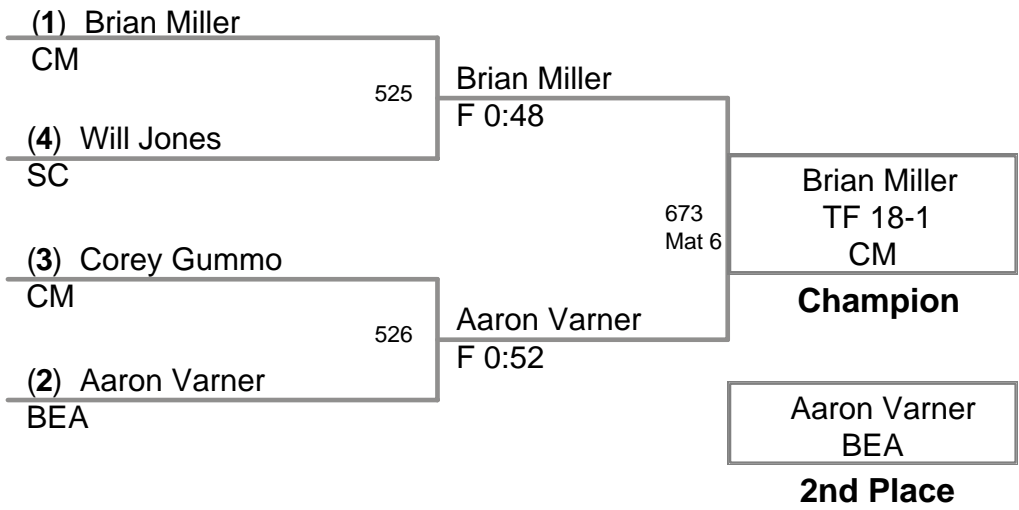 (1) Brian Miller
CM
525
(4) Will Jones
SC
Brian Miller
F 0:48
(3) Corey Gummo
CM
526
(2) Aaron Varner
BEA
Aaron Varner
F 0:52
673
Mat 6
Brian Miller
TF 18-1
CM
Champion
Aaron Varner
BEA
2nd Place